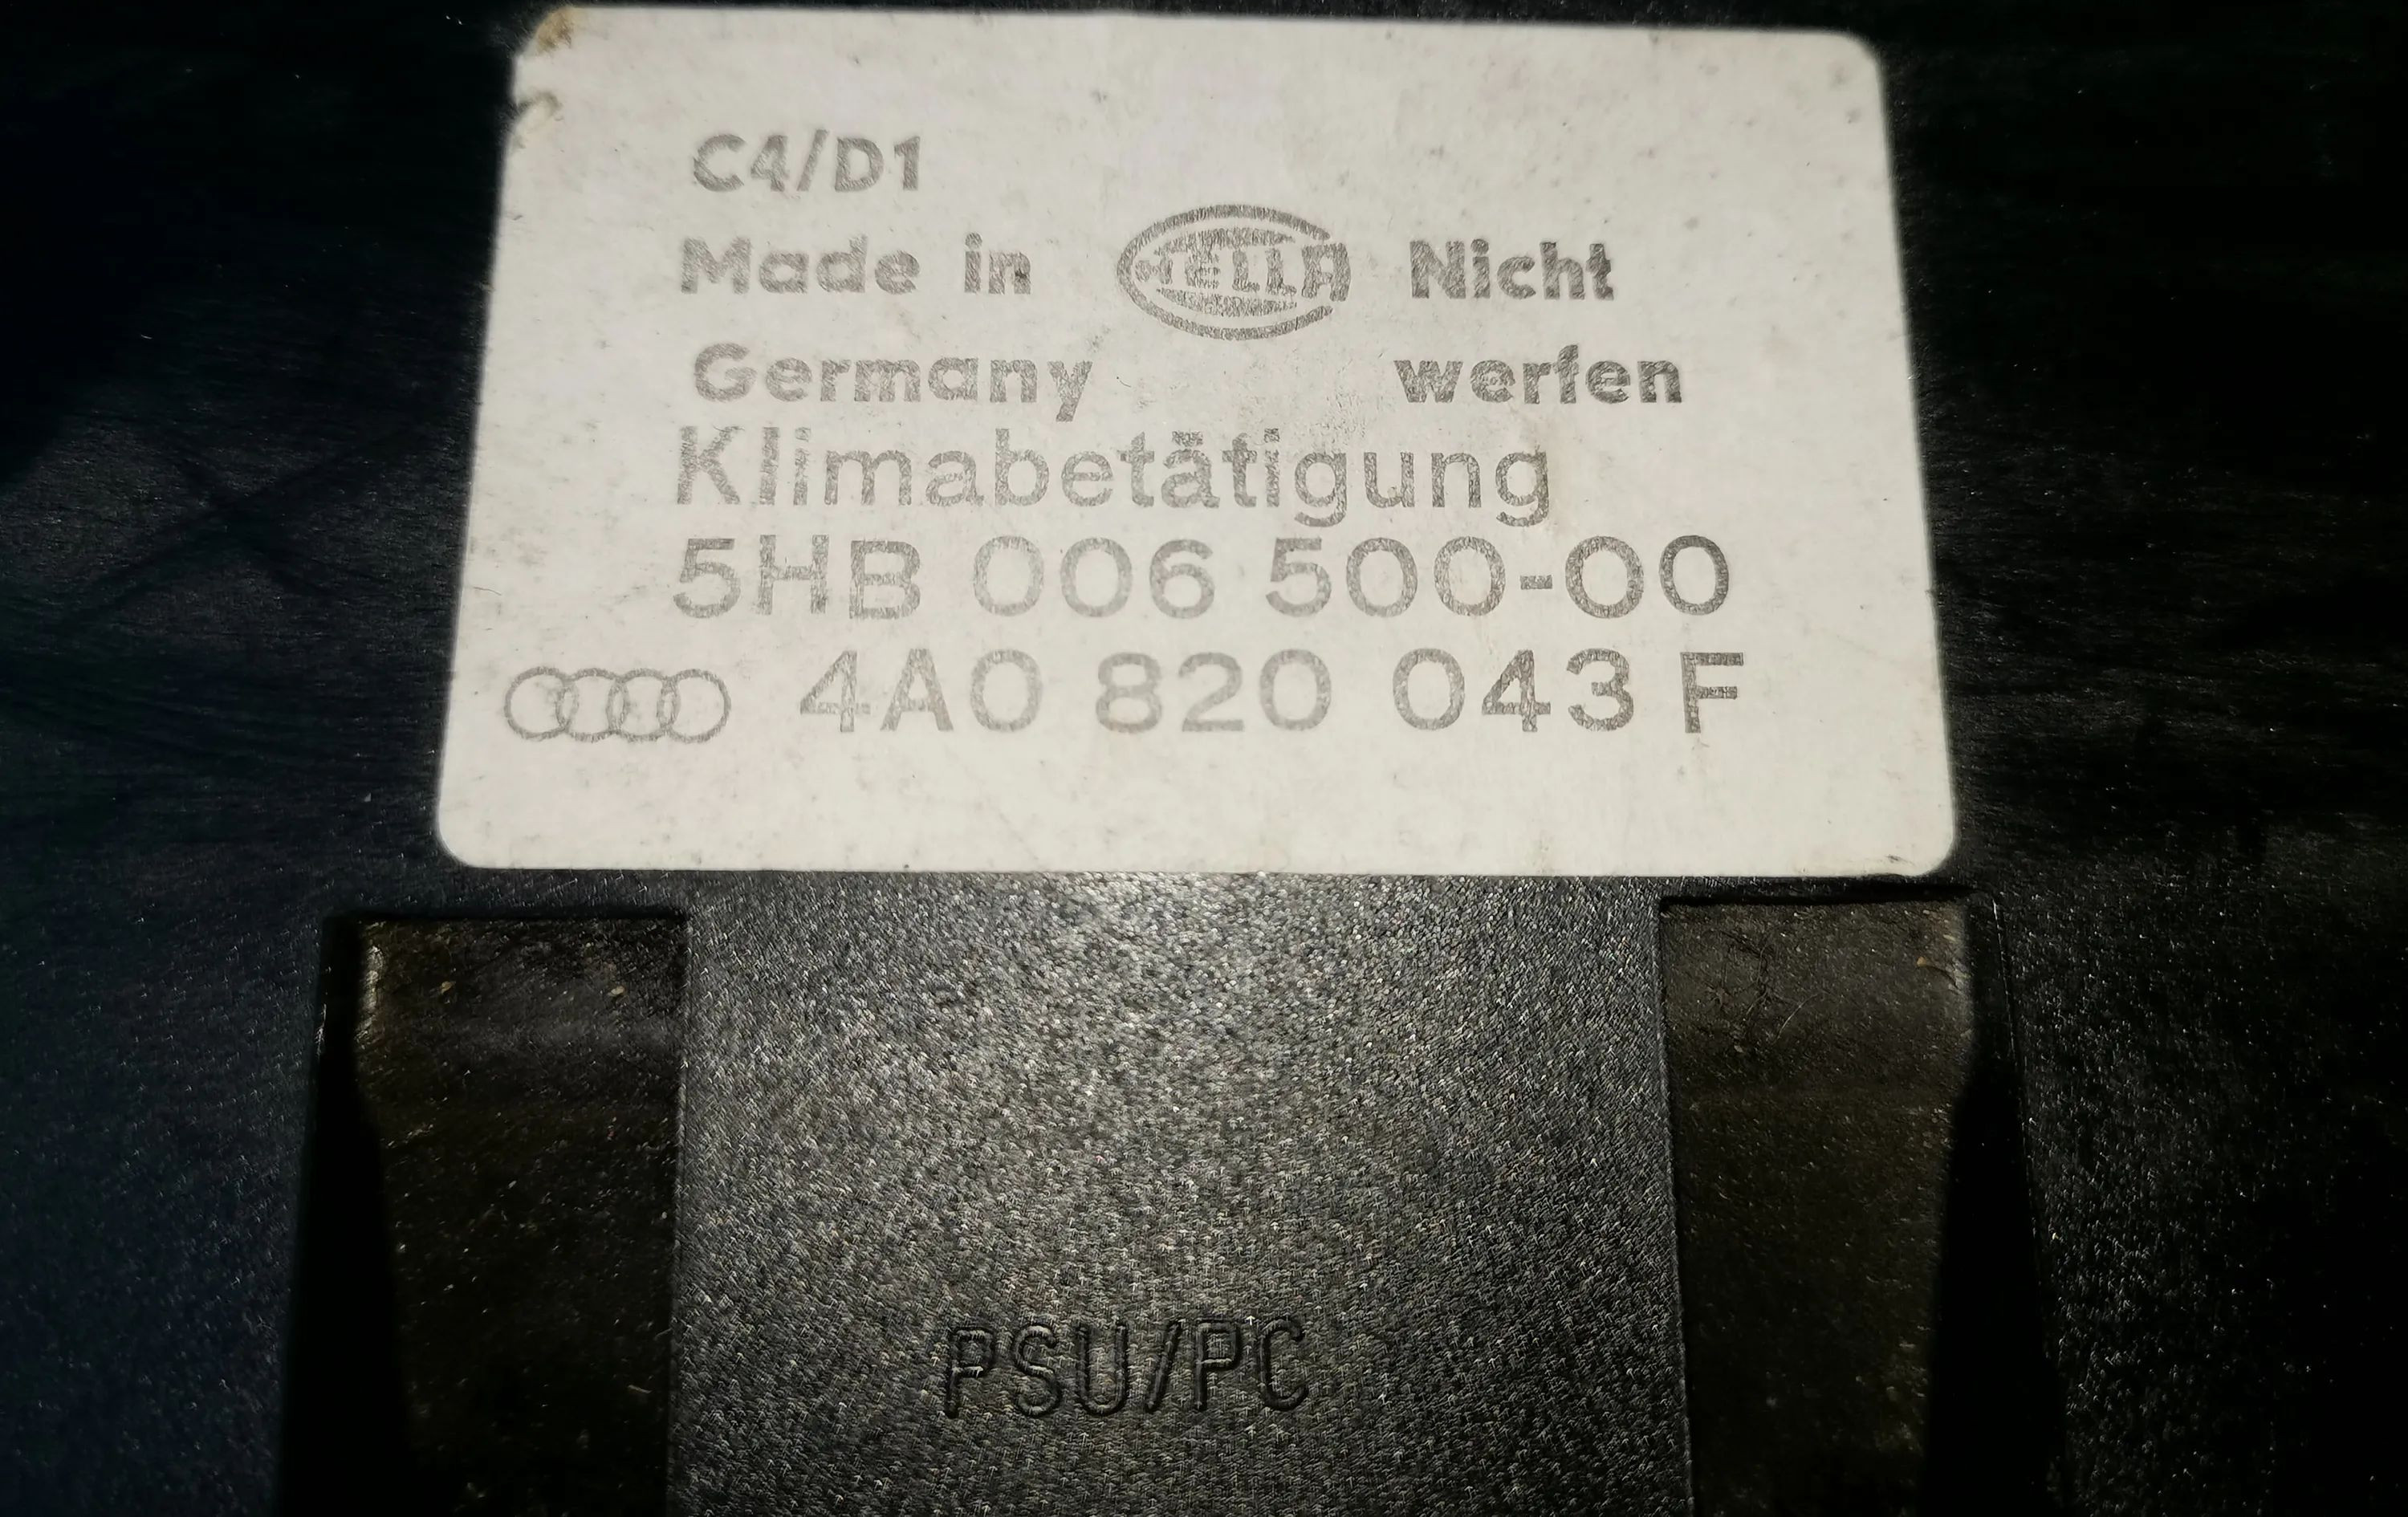 C4/D1
Made in HELLA Nicht
Germany werfen
Klimabetätigung
5HB 006 500-00
4A0 820 043 F
PSU/PC